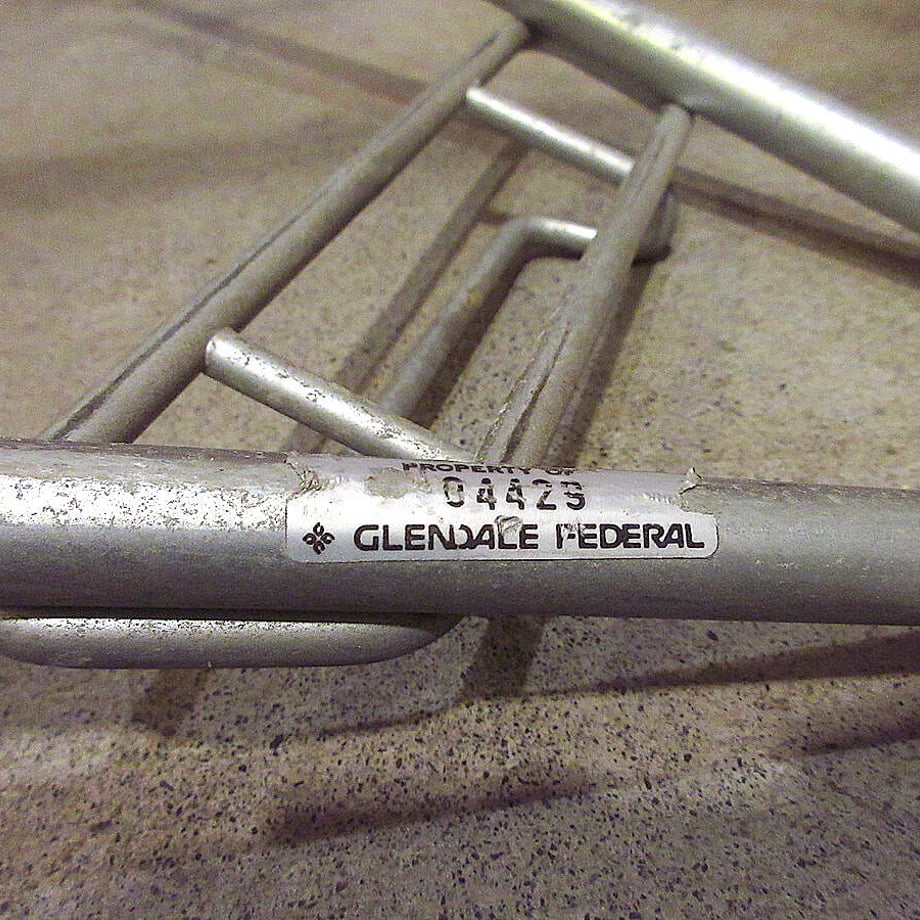 PROPERTY OF
04429
GLENDALE FEDERAL